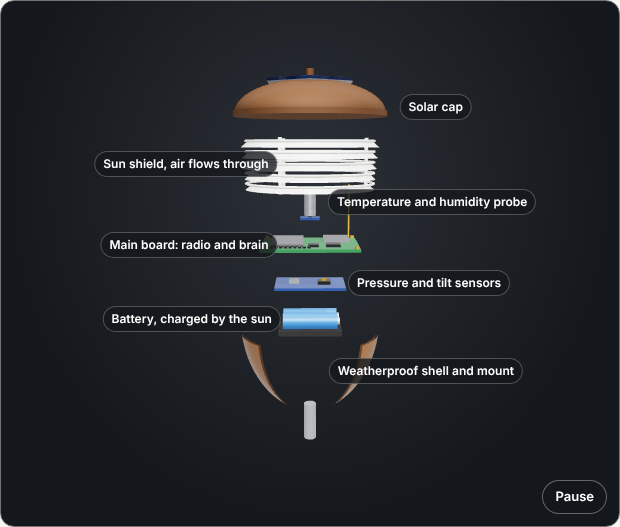 Solar cap
Sun shield, air flows through
Temperature and humidity probe
Main board: radio and brain
Pressure and tilt sensors
Battery, charged by the sun
Weatherproof shell and mount
Pause